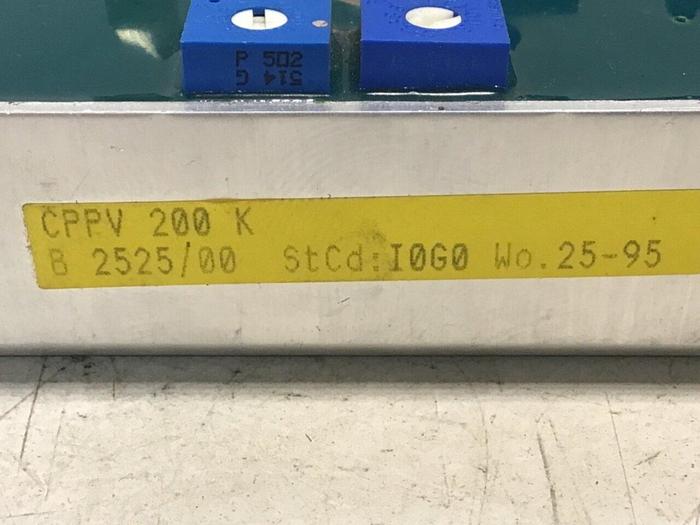 P 502
514 G
CPPV 200 K
B 2525/00 StCd:I0G0 Wo.25-95